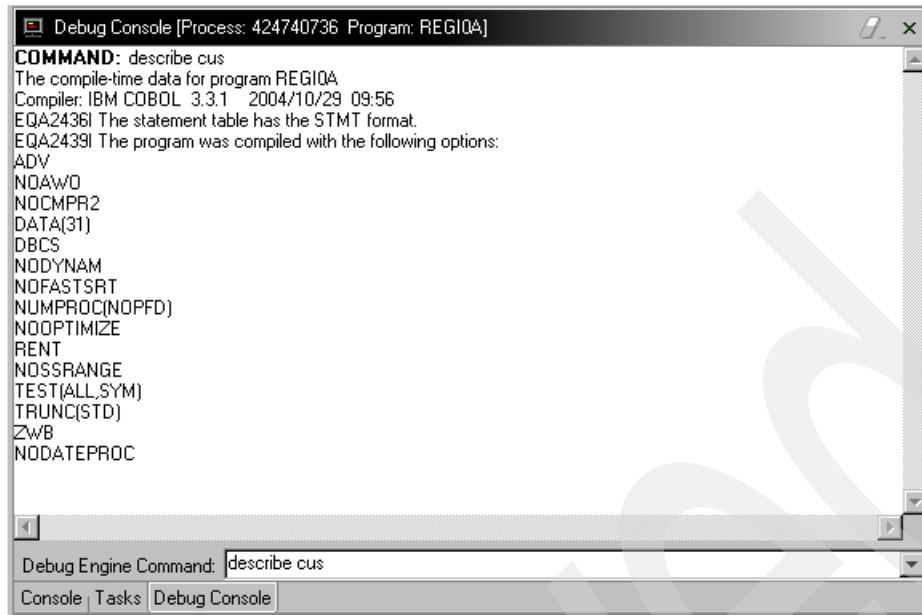 Debug Console [Process: 424740736 Program: REGI0A]
COMMAND: describe cus
The compile-time data for program REGI0A
Compiler: IBM COBOL 3.3.1 2004/10/29 09:56
EQA2436I The statement table has the STMT format.
EQA2439I The program was compiled with the following options:
ADV
NOAWO
NOCMPR2
DATA(31)
DBCS
NODYNAM
NOFASTSRT
NUMPROC(NOPFD)
NOOPTIMIZE
RENT
NOSSRANGE
TEST(ALL,SYM)
TRUNC(STD)
ZWB
NODATEPROC
Debug Engine Command: describe cus
Console Tasks Debug Console